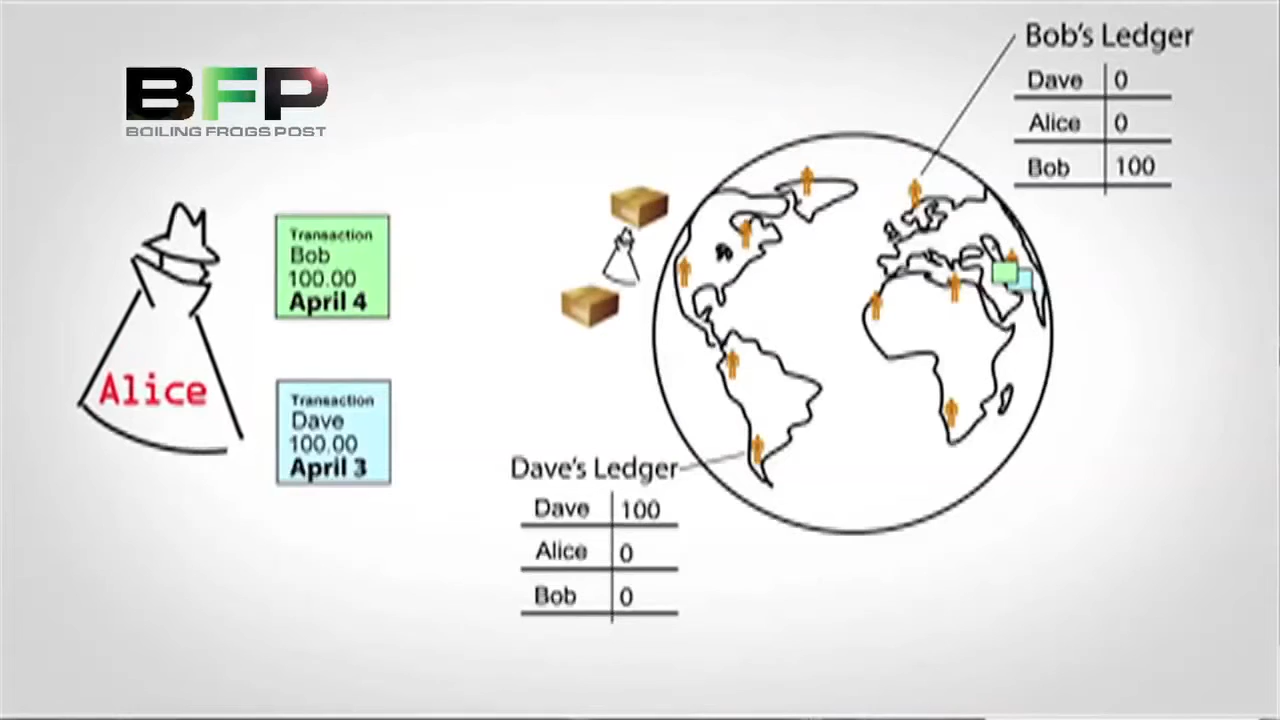 BFP
BOILING FROGS POST
Alice
Transaction
Bob
100.00
April 4
Transaction
Dave
100.00
April 3
Bob's Ledger
Dave 0
Alice 0
Bob 100
Dave's Ledger
Dave 100
Alice 0
Bob 0